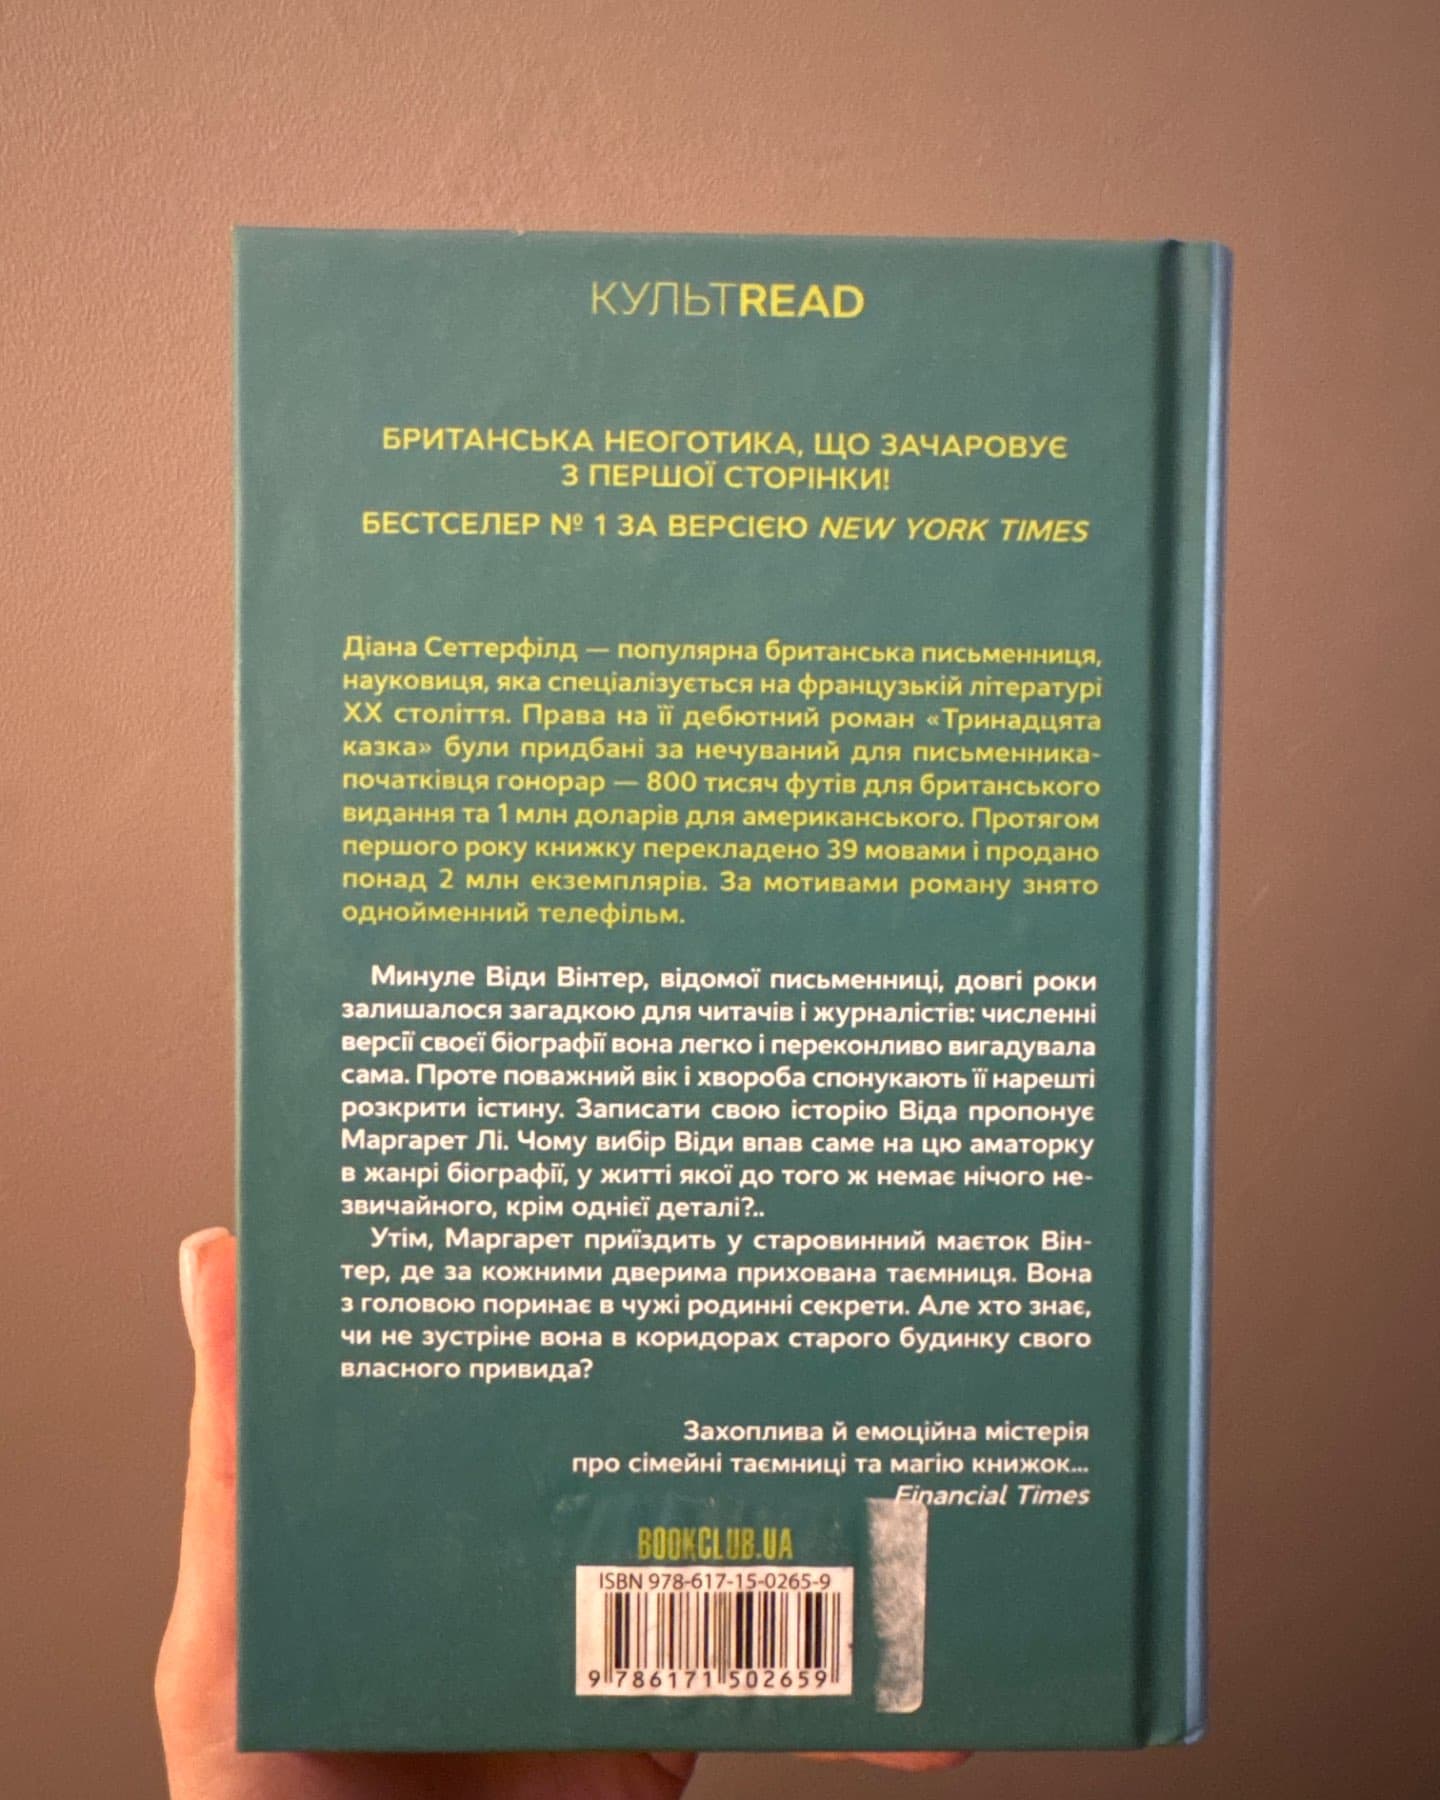 КУЛЬТREAD
БРИТАНСЬКА НЕОГОТИКА, ЩО ЗАЧАРОВУЄ
З ПЕРШОЇ СТОРІНКИ!
БЕСТСЕЛЕР № 1 ЗА ВЕРСІЄЮ NEW YORK TIMES
Діана Сеттерфілд — популярна британська письменниця,
науковиця, яка спеціалізується на французькій літературі
ХХ століття. Права на її дебютний роман «Тринадцята
казка» були придбані за нечуваний для письменника-
початківця гонорар — 800 тисяч футів для британського
видання та 1 млн доларів для американського. Протягом
першого року книжку перекладено 39 мовами і продано
понад 2 млн екземплярів. За мотивами роману знято
однойменний телефільм.
Минуле Віди Вінтер, відомої письменниці, довгі роки
залишалося загадкою для читачів і журналістів: численні
версії своєї біографії вона легко і переконливо вигадувала
сама. Проте поважний вік і хвороба спонукають її нарешті
розкрити істину. Записати свою історію Віда пропонує
Маргарет Лі. Чому вибір Віди впав саме на цю аматорку
в жанрі біографії, у житті якої до того ж немає нічого не-
звичайного, крім однієї деталі?..
Утім, Маргарет приїздить у старовинний маєток Він-
тер, де за кожними дверима прихована таємниця. Вона
з головою поринає в чужі родинні секрети. Але хто знає,
чи не зустріне вона в коридорах старого будинку свого
власного привида?
Захоплива й емоційна містерія
про сімейні таємниці та магію книжок...
Financial Times
BOOKCLUB.UA
ISBN 978-617-15-0265-9
9 786171 502659